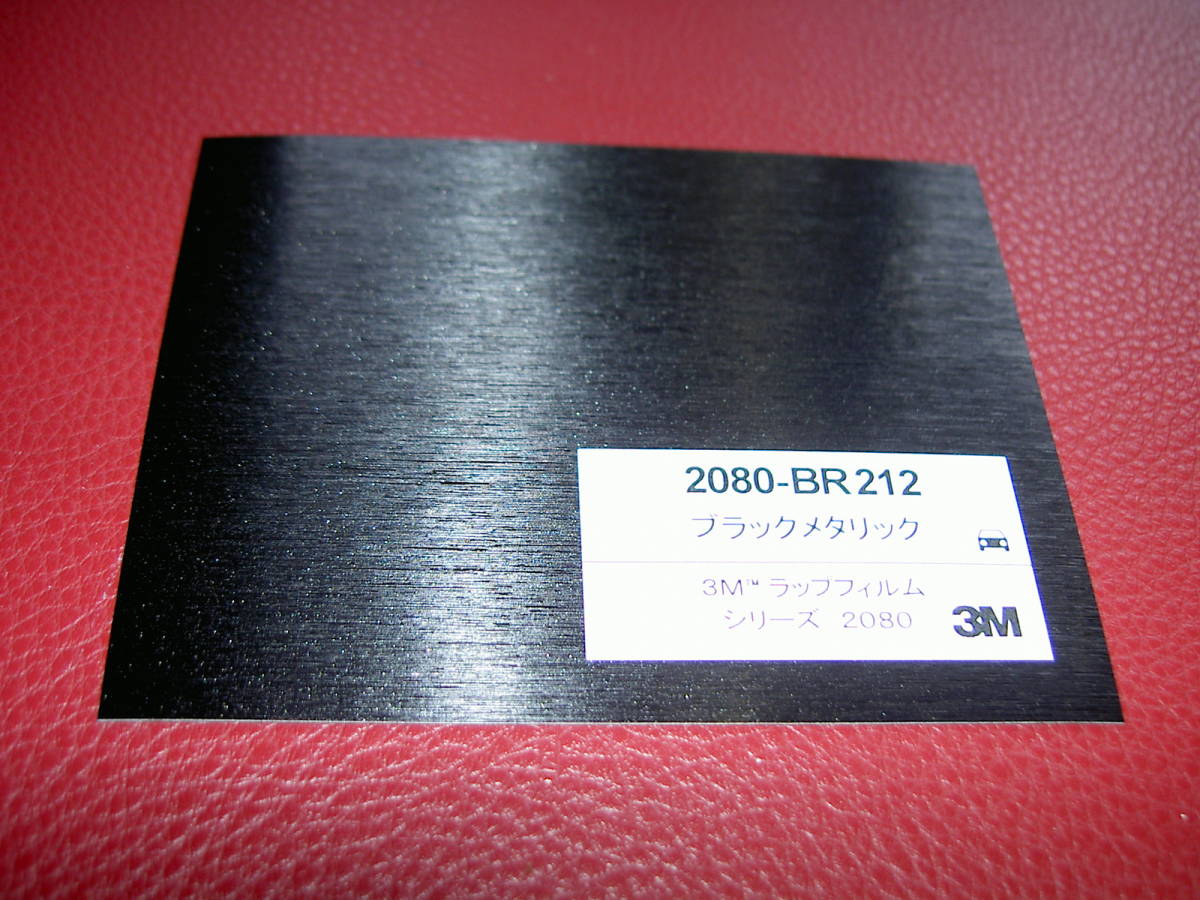 2080-BR212
ブラックメタリック
3M™ ラップフィルム
シリーズ 2080
3M